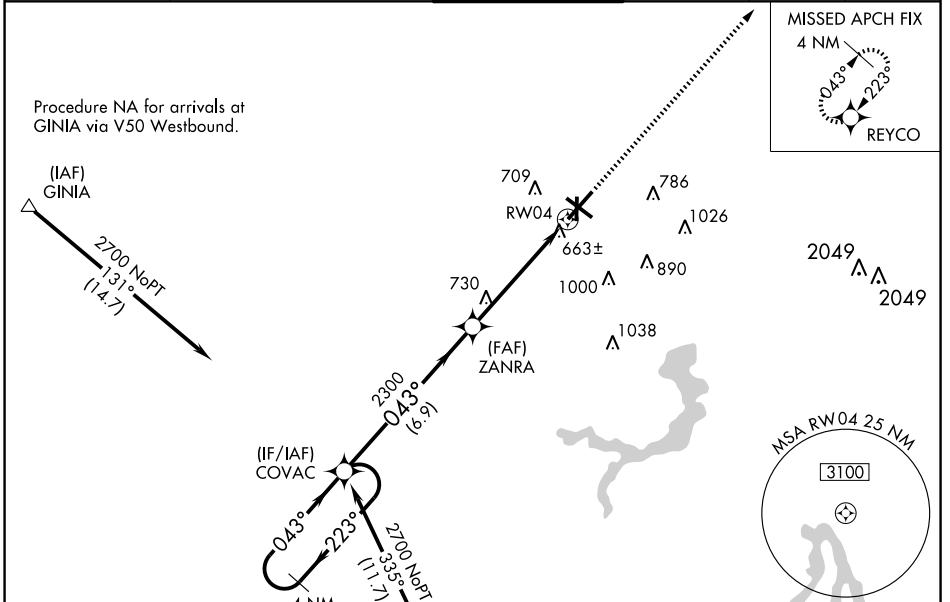 MISSED APCH FIX
4 NM
043°
223°
REYCO
Procedure NA for arrivals at
GINIA via V50 Westbound.
(IAF)
GINIA
2700 NoPT
131°
(14.7)
709
RW04
663±
786
1026
890
1000
2049
2049
730
1038
(FAF)
ZANRA
2300
043°
(6.9)
(IF/IAF)
COVAC
043°
223°
2700 NoPT
335°
(11.7)
4 NM
MSA RW04 25 NM
3100